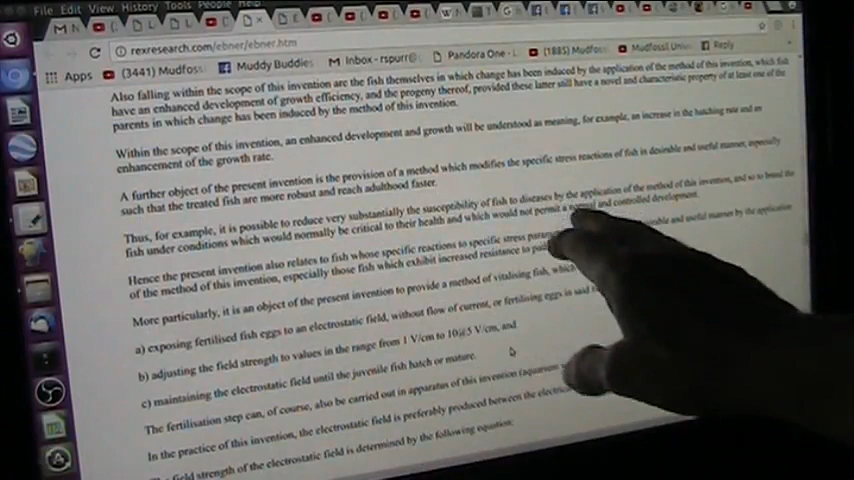 File Edit View History Tools People Help
rexresearch.com/ebner/ebner.htm
Apps (3441) Mudfoss Muddy Buddies Inbox - rspurr@ Pandora One - L (1885) Mudfos Mudfossil Univ Reply
Also falling within the scope of this invention are the fish themselves in which change has been induced by the application of the method of this invention, which fish
have an enhanced development of growth efficiency, and the progeny thereof, provided these latter still have a novel and characteristic property of at least one of the
parents in which change has been induced by the method of this invention.
Within the scope of this invention, an enhanced development and growth will be understood as meaning, for example, an increase in the hatching rate and an
enhancement of the growth rate.
A further object of the present invention is the provision of a method which modifies the specific stress reactions of fish in desirable and useful manner, especially
such that the treated fish are more robust and reach adulthood faster.
Thus, for example, it is possible to reduce very substantially the susceptibility of fish to diseases by the application of the method of this invention, and so to breed the
fish under conditions which would normally be critical to their health and which would not permit a normal and controlled development.
Hence the present invention also relates to fish whose specific reactions to specific stress param desirable and useful manner by the application
of the method of this invention, especially those fish which exhibit increased resistance to
More particularly, it is an object of the present invention to provide a method of vitalising fish, which
a) exposing fertilised fish eggs to an electrostatic field, without flow of current, or fertilising eggs in said
b) adjusting the field strength to values in the range from 1 V/cm to 10@5 V/cm, and
c) maintaining the electrostatic field until the juvenile fish hatch or mature.
The fertilisation step can, of course, also be carried out in apparatus of this invention (aquarium
In the practice of this invention, the electrostatic field is preferably produced between the electric
field strength of the electrostatic field is determined by the following equation: